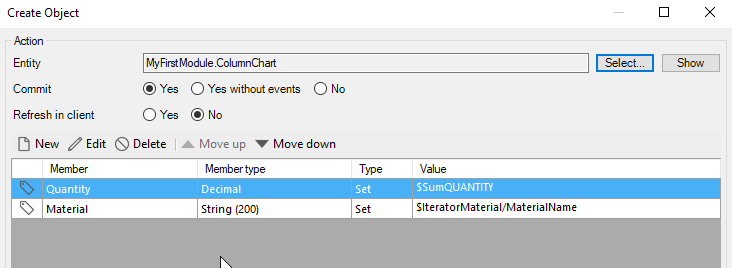 Create Object
Action
Entity MyFirstModule.ColumnChart Select... Show
Commit Yes Yes without events No
Refresh in client Yes No
New Edit Delete Move up Move down
Member Member type Type Value
Quantity Decimal Set $SumQUANTITY
Material String (200) Set $IteratorMaterial/MaterialName